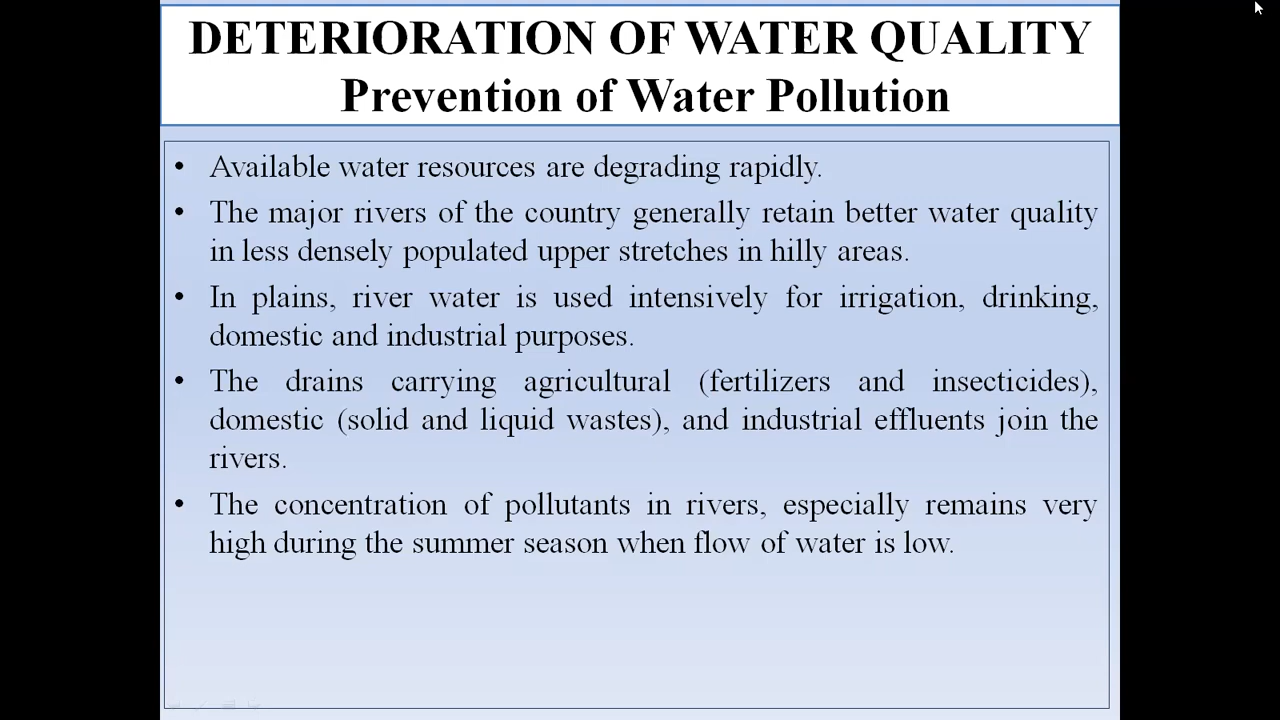 DETERIORATION OF WATER QUALITY
Prevention of Water Pollution
• Available water resources are degrading rapidly.
• The major rivers of the country generally retain better water quality
in less densely populated upper stretches in hilly areas.
• In plains, river water is used intensively for irrigation, drinking,
domestic and industrial purposes.
• The drains carrying agricultural (fertilizers and insecticides),
domestic (solid and liquid wastes), and industrial effluents join the
rivers.
• The concentration of pollutants in rivers, especially remains very
high during the summer season when flow of water is low.